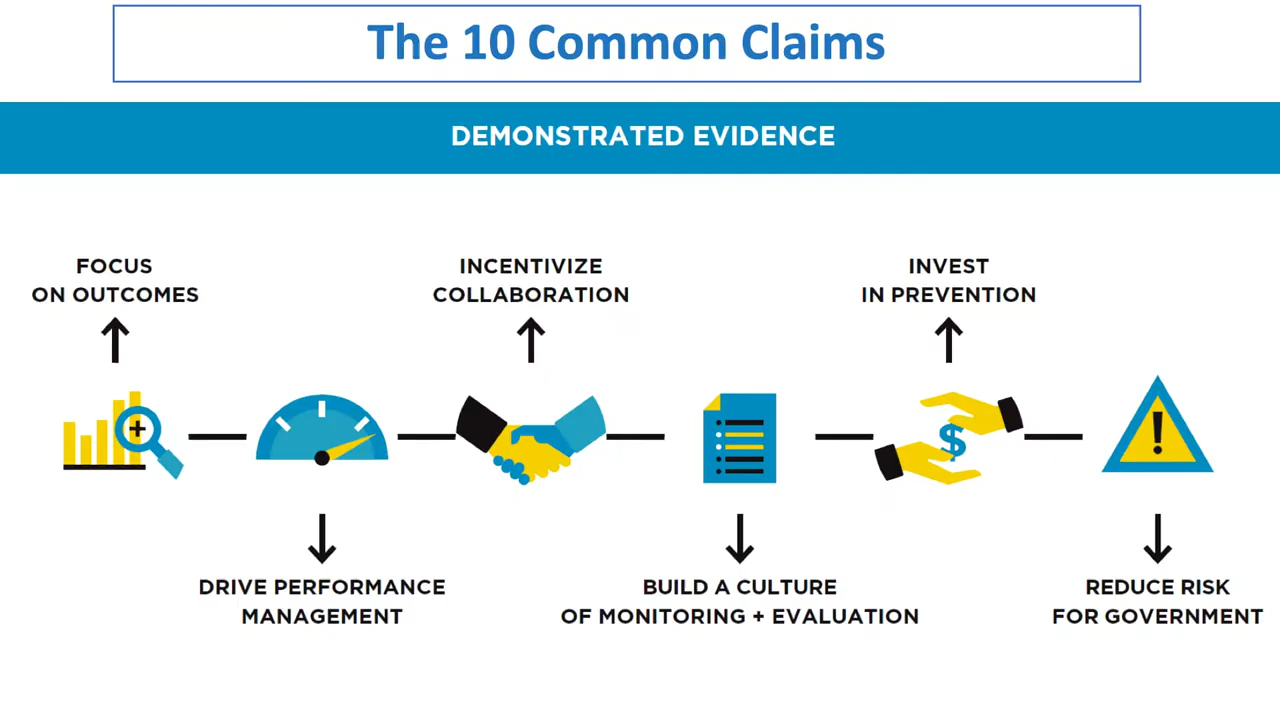 The 10 Common Claims
DEMONSTRATED EVIDENCE
FOCUS
ON OUTCOMES
INCENTIVIZE
COLLABORATION
INVEST
IN PREVENTION
$
DRIVE PERFORMANCE
MANAGEMENT
BUILD A CULTURE
OF MONITORING + EVALUATION
REDUCE RISK
FOR GOVERNMENT